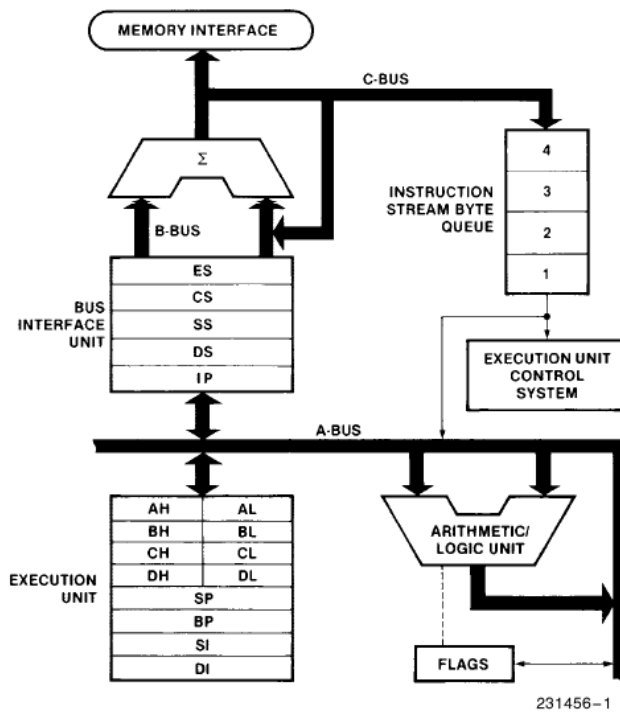 MEMORY INTERFACE
C-BUS
Σ
B-BUS
INSTRUCTION
STREAM BYTE
QUEUE
4
3
2
1
BUS
INTERFACE
UNIT
ES
CS
SS
DS
IP
EXECUTION UNIT
CONTROL
SYSTEM
A-BUS
EXECUTION
UNIT
AH AL
BH BL
CH CL
DH DL
SP
BP
SI
DI
ARITHMETIC/
LOGIC UNIT
FLAGS
231456-1